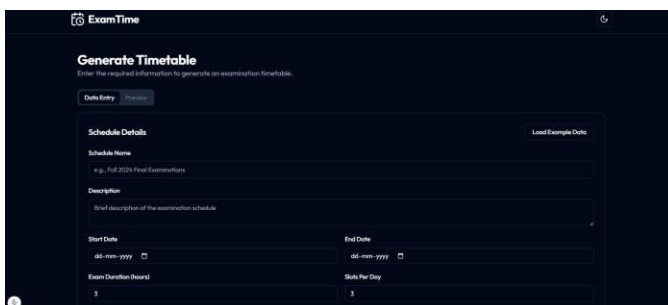 ExamTime
Generate Timetable
Enter the required information to generate an examination timetable.
Data Entry Preview
Schedule Details Load Example Data
Schedule Name
e.g., Fall 2024 Final Examinations
Description
Brief description of the examination schedule
Start Date End Date
dd-mm-yyyy dd-mm-yyyy
Exam Duration (hours) Slots Per Day
3 3